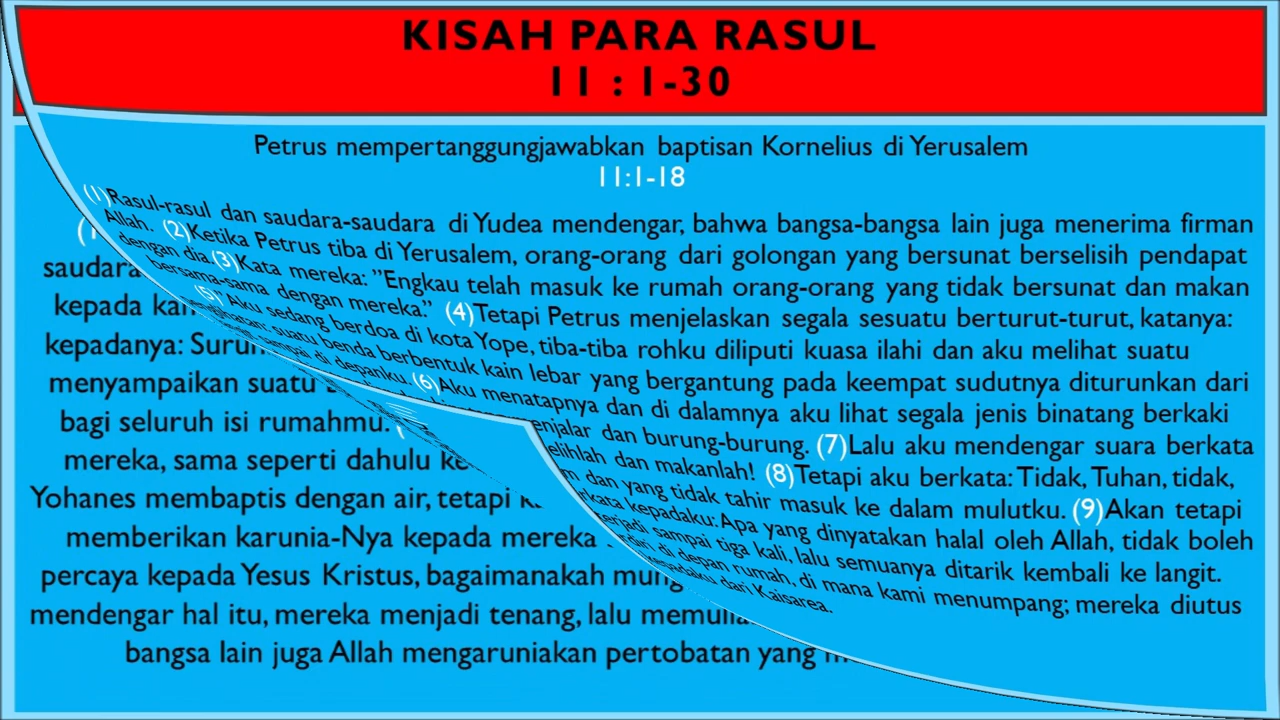 KISAH PARA RASUL
11 : 1-30
Petrus mempertanggungjawabkan baptisan Kornelius di Yerusalem
11:1-18
(1)Rasul-rasul dan saudara-saudara di Yudea mendengar, bahwa bangsa-bangsa lain juga menerima firman
Allah. (2)Ketika Petrus tiba di Yerusalem, orang-orang dari golongan yang bersunat berselisih pendapat
dengan dia.(3)Kata mereka: "Engkau telah masuk ke rumah orang-orang yang tidak bersunat dan makan
bersama-sama dengan mereka." (4)Tetapi Petrus menjelaskan segala sesuatu berturut-turut, katanya:
(5)"Aku sedang berdoa di kota Yope, tiba-tiba rohku diliputi kuasa ilahi dan aku melihat suatu
penglihatan: suatu benda berbentuk kain lebar yang bergantung pada keempat sudutnya diturunkan dari
sampai di depanku. (6)Aku menatapnya dan di dalamnya aku lihat segala jenis binatang berkaki
dan burung-burung. (7)Lalu aku mendengar suara berkata
dan makanlah! (8)Tetapi aku berkata: Tidak, Tuhan, tidak,
dan yang tidak tahir masuk ke dalam mulutku. (9)Akan tetapi
kepadaku: Apa yang dinyatakan halal oleh Allah, tidak boleh
sampai tiga kali, lalu semuanya ditarik kembali ke langit.
di depan rumah, di mana kami menumpang; mereka diutus
kepadaku dari Kaisarea.
saudara
kepada
kepadanya:
menyampaikan suatu
bagi seluruh isi rumahmu.
mereka, sama seperti dahulu
Yohanes membaptis dengan air, tetapi
memberikan karunia-Nya kepada mereka
percaya kepada Yesus Kristus, bagaimanakah
mendengar hal itu, mereka menjadi tenang, lalu
bangsa lain juga Allah mengaruniakan pertobatan yang